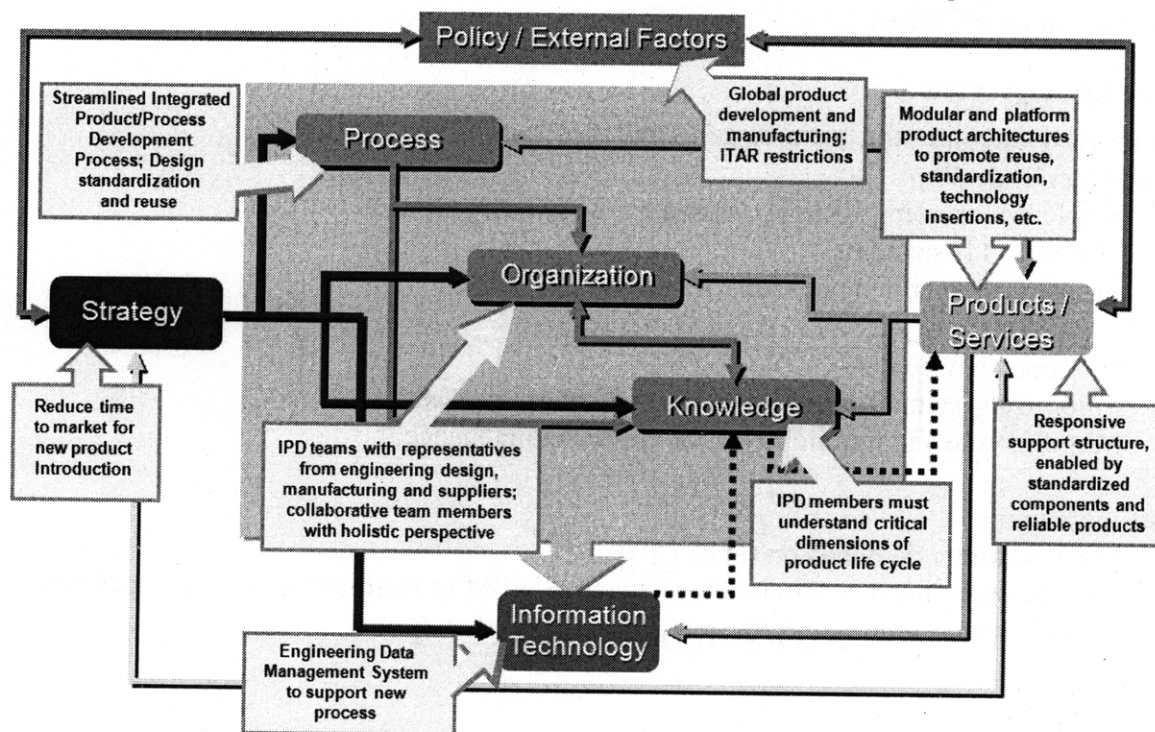 Policy / External Factors
Streamlined Integrated
Product/Process
Development
Process; Design
standardization
and reuse
Process
Global product
development and
manufacturing;
ITAR restrictions
Modular and platform
product architectures
to promote reuse,
standardization,
technology
insertions, etc.
Organization
Strategy
Products /
Services
Reduce time
to market for
new product
Introduction
Knowledge
IPD teams with representatives
from engineering design,
manufacturing and suppliers;
collaborative team members
with holistic perspective
IPD members must
understand critical
dimensions of
product life cycle
Responsive
support structure,
enabled by
standardized
components and
reliable products
Information
Technology
Engineering Data
Management System
to support new
process